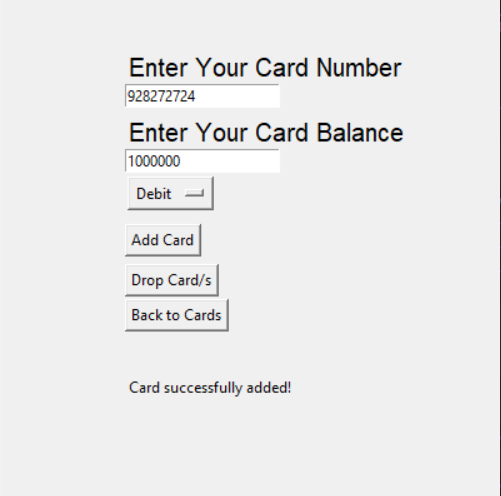 Enter Your Card Number
928272724
Enter Your Card Balance
1000000
Debit
Add Card
Drop Card/s
Back to Cards
Card successfully added!